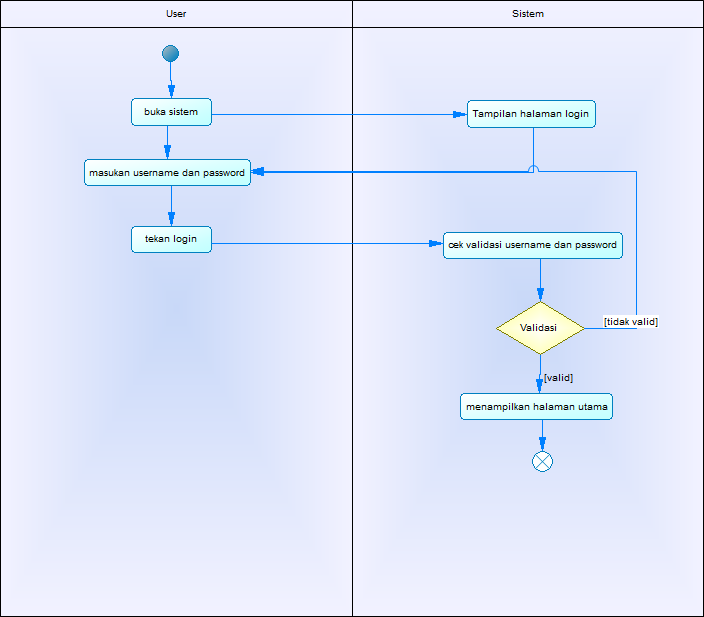 User
Sistem
buka sistem
Tampilan halaman login
masukan username dan password
tekan login
cek validasi username dan password
Validasi
[tidak valid]
[valid]
menampilkan halaman utama